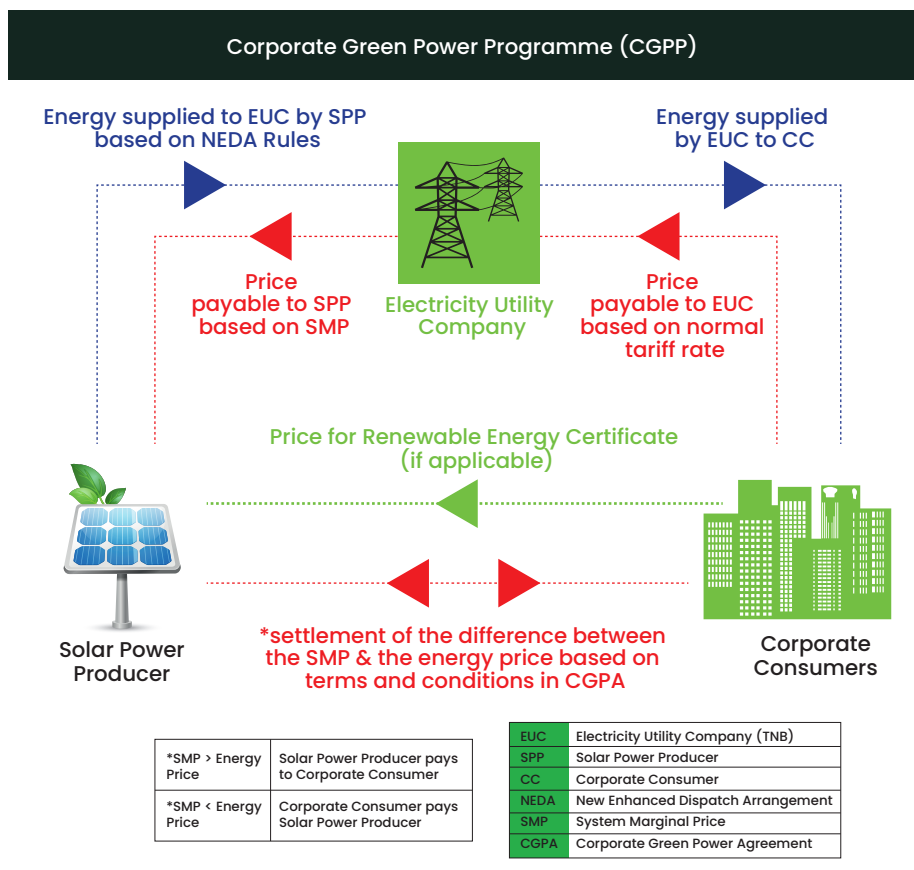 Corporate Green Power Programme (CGPP)
Energy supplied to EUC by SPP
based on NEDA Rules
Energy supplied
by EUC to CC
Price
payable to SPP
based on SMP
Electricity Utility
Company
Price
payable to EUC
based on normal
tariff rate
Price for Renewable Energy Certificate
(if applicable)
*settlement of the difference between
the SMP & the energy price based on
terms and conditions in CGPA
Solar Power
Producer
Corporate
Consumers
*SMP > Energy
Price
Solar Power Producer pays
to Corporate Consumer
*SMP < Energy
Price
Corporate Consumer pays
Solar Power Producer
EUC Electricity Utility Company (TNB)
SPP Solar Power Producer
CC Corporate Consumer
NEDA New Enhanced Dispatch Arrangement
SMP System Marginal Price
CGPA Corporate Green Power Agreement